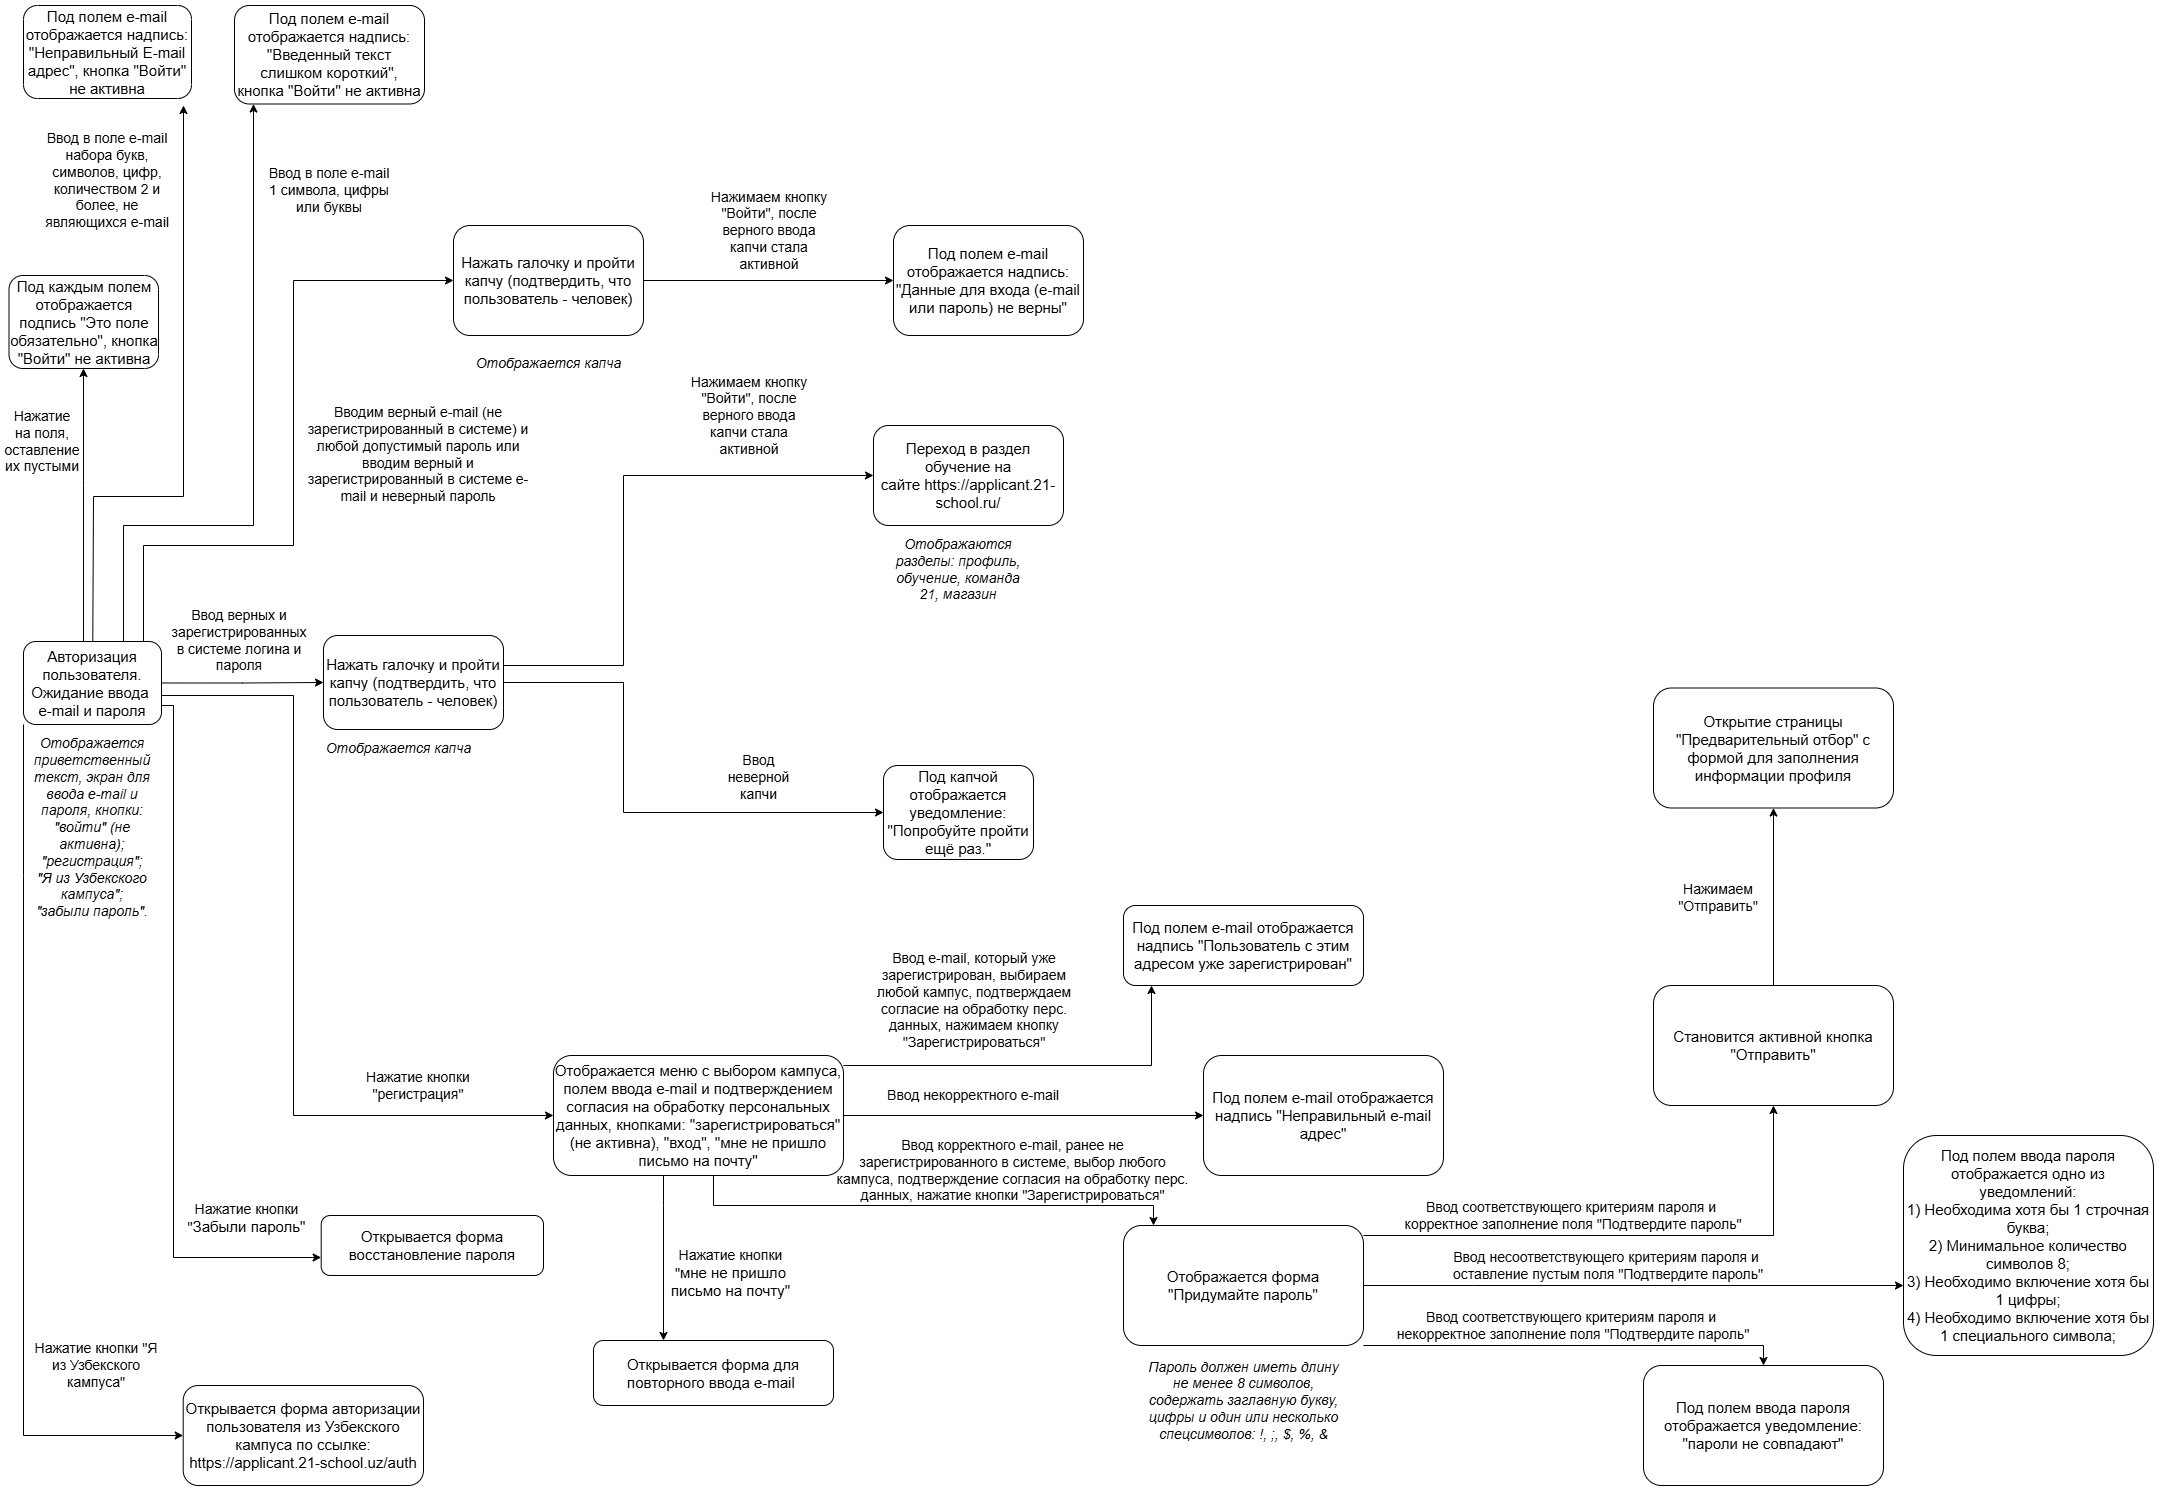 Под полем e-mail
отображается надпись:
"Неправильный E-mail
адрес", кнопка "Войти"
не активна
Под полем e-mail
отображается надпись:
"Введенный текст
слишком короткий",
кнопка "Войти" не активна
Ввод в поле e-mail
набора букв,
символов, цифр,
количеством 2 и
более, не
являющихся e-mail
Ввод в поле e-mail
1 символа, цифры
или буквы
Нажимаем кнопку
"Войти", после
верного ввода
капчи стала
активной
Нажать галочку и пройти
капчу (подтвердить, что
пользователь - человек)
Под полем e-mail
отображается надпись:
"Данные для входа (e-mail
или пароль) не верны"
Под каждым полем
отображается
подпись "Это поле
обязательно", кнопка
"Войти" не активна
Отображается капча
Нажатие
на поля,
оставление
их пустыми
Вводим верный e-mail (не
зарегистрированный в системе) и
любой допустимый пароль или
вводим верный и
зарегистрированный в системе e-
mail и неверный пароль
Нажимаем кнопку
"Войти", после
верного ввода
капчи стала
активной
Переход в раздел
обучение на
сайте https://applicant.21-
school.ru/
Отображаются
разделы: профиль,
обучение, команда
21, магазин
Авторизация
пользователя.
Ожидание ввода
e-mail и пароля
Ввод верных и
зарегистрированных
в системе логина и
пароля
Нажать галочку и пройти
капчу (подтвердить, что
пользователь - человек)
Отображается капча
Отображается
приветственный
текст, экран для
ввода e-mail и
пароля, кнопки:
"войти" (не
активна);
"регистрация";
"Я из Узбекского
кампуса";
"забыли пароль".
Ввод
неверной
капчи
Под капчой
отображается
уведомление:
"Попробуйте пройти
ещё раз."
Открытие страницы
"Предварительный отбор" с
формой для заполнения
информации профиля
Нажимаем
"Отправить"
Становится активной кнопка
"Отправить"
Ввод e-mail, который уже
зарегистрирован, выбираем
любой кампус, подтверждаем
согласие на обработку перс.
данных, нажимаем кнопку
"Зарегистрироваться"
Под полем e-mail отображается
надпись "Пользователь с этим
адресом уже зарегистрирован"
Нажатие кнопки
"регистрация"
Отображается меню с выбором кампуса,
полем ввода e-mail и подтверждением
согласия на обработку персональных
данных, кнопками: "зарегистрироваться"
(не активна), "вход", "мне не пришло
письмо на почту"
Ввод некорректного e-mail
Под полем e-mail отображается
надпись "Неправильный e-mail
адрес"
Ввод корректного e-mail, ранее не
зарегистрированного в системе, выбор любого
кампуса, подтверждение согласия на обработку перс.
данных, нажатие кнопки "Зарегистрироваться"
Нажатие кнопки
"Забыли пароль"
Открывается форма
восстановление пароля
Нажатие кнопки
"мне не пришло
письмо на почту"
Открывается форма для
повторного ввода e-mail
Отображается форма
"Придумайте пароль"
Пароль должен иметь длину
не менее 8 символов,
содержать заглавную букву,
цифры и один или несколько
спецсимволов: !, ;, $, %, &
Ввод соответствующего критериям пароля и
корректное заполнение поля "Подтвердите пароль"
Ввод несоответствующего критериям пароля и
оставление пустым поля "Подтвердите пароль"
Ввод соответствующего критериям пароля и
некорректное заполнение поля "Подтвердите пароль"
Под полем ввода пароля
отображается одно из
уведомлений:
1) Необходима хотя бы 1 строчная
буква;
2) Минимальное количество
символов 8;
3) Необходимо включение хотя бы
1 цифры;
4) Необходимо включение хотя бы
1 специального символа;
Под полем ввода пароля
отображается уведомление:
"пароли не совпадают"
Нажатие кнопки "Я
из Узбекского
кампуса"
Открывается форма авторизации
пользователя из Узбекского
кампуса по ссылке:
https://applicant.21-school.uz/auth